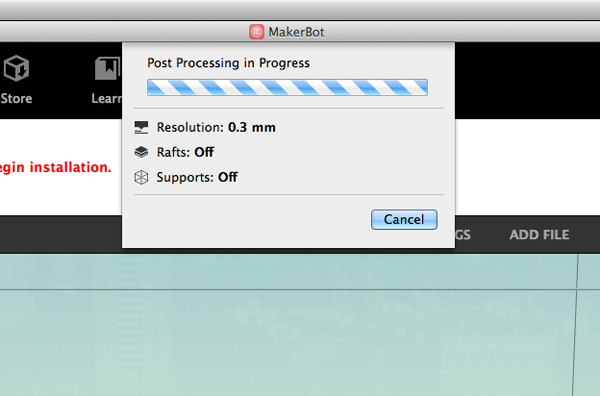 MakerBot
Post Processing in Progress
Store
Learn
Resolution: 0.3 mm
Rafts: Off
egin installation.
Supports: Off
Cancel
GS
ADD FILE